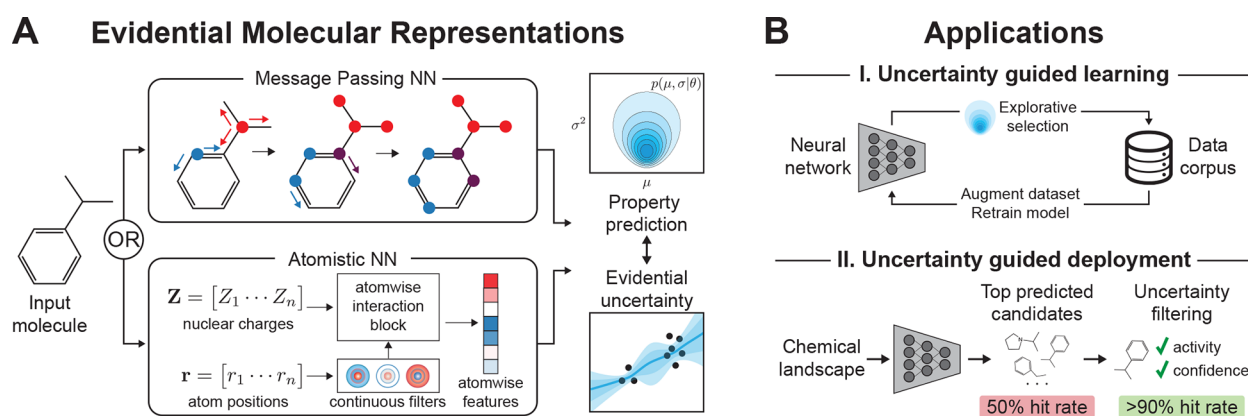 A
Evidential Molecular Representations
Message Passing NN
Input
molecule
OR
Atomistic NN
Z = [Z₁ ⋯ Zₙ]
nuclear charges
r = [r₁ ⋯ rₙ]
atom positions
atomwise
interaction
block
continuous filters
atomwise
features
p(μ, σ|θ)
σ²
μ
Property
prediction
Evidential
uncertainty
B
Applications
I. Uncertainty guided learning
Neural
network
Explorative
selection
Data
corpus
Augment dataset
Retrain model
II. Uncertainty guided deployment
Chemical
landscape
Top predicted
candidates
N
. . .
50% hit rate
Uncertainty
filtering
✓ activity
✓ confidence
>90% hit rate